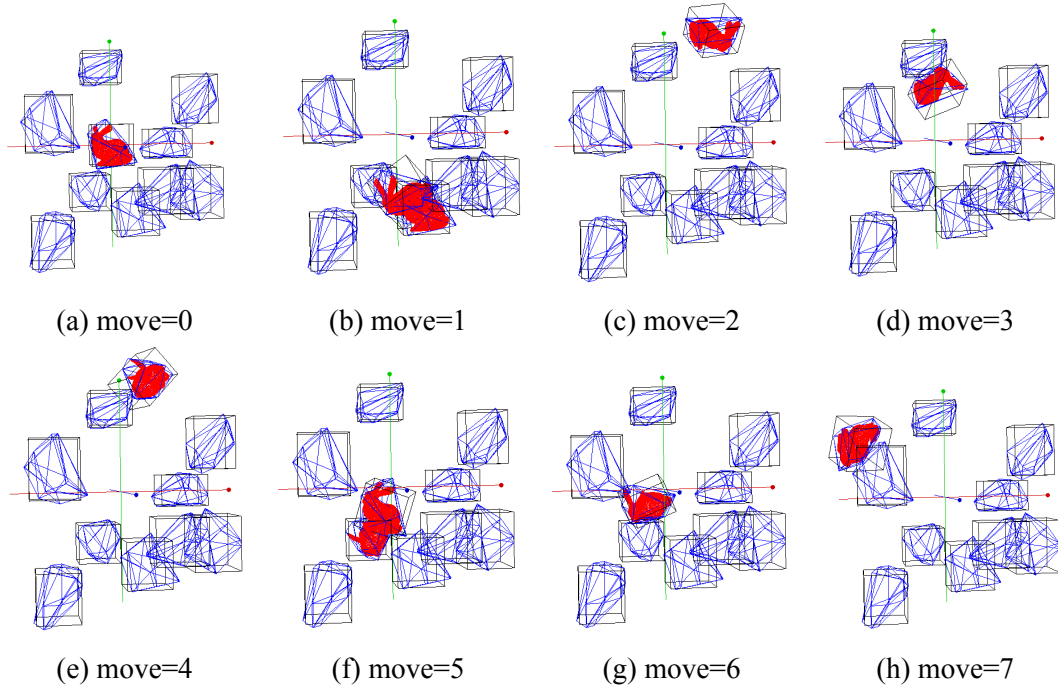 (a) move=0
(b) move=1
(c) move=2
(d) move=3
(e) move=4
(f) move=5
(g) move=6
(h) move=7